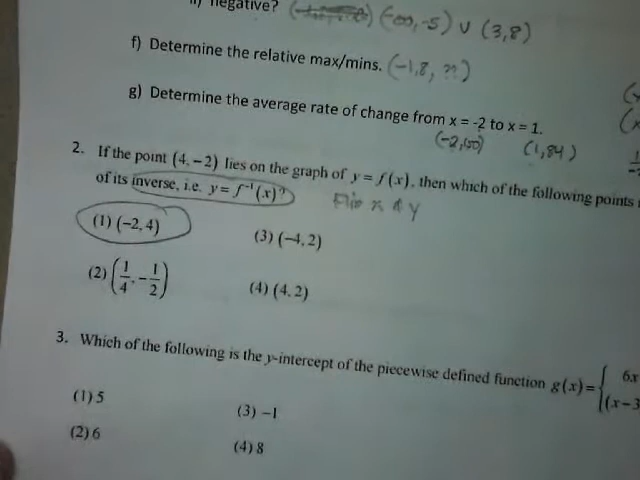 negative? (-∞, -5) ∪ (3,8)
f) Determine the relative max/mins. (-1,8, ??)
g) Determine the average rate of change from x = -2 to x = 1.
(1, 84)
2. If the point (4,-2) lies on the graph of y = f(x), then which of the following points
of its inverse, i.e. y = f⁻¹(x)? Flip x & y
(1) (-2, 4) (3) (-4, 2)
(2) (1/4, -1/2) (4) (4, 2)
3. Which of the following is the y-intercept of the piecewise defined function g(x) = { 6x
(x-3
(1) 5 (3) -1
(2) 6 (4) 8